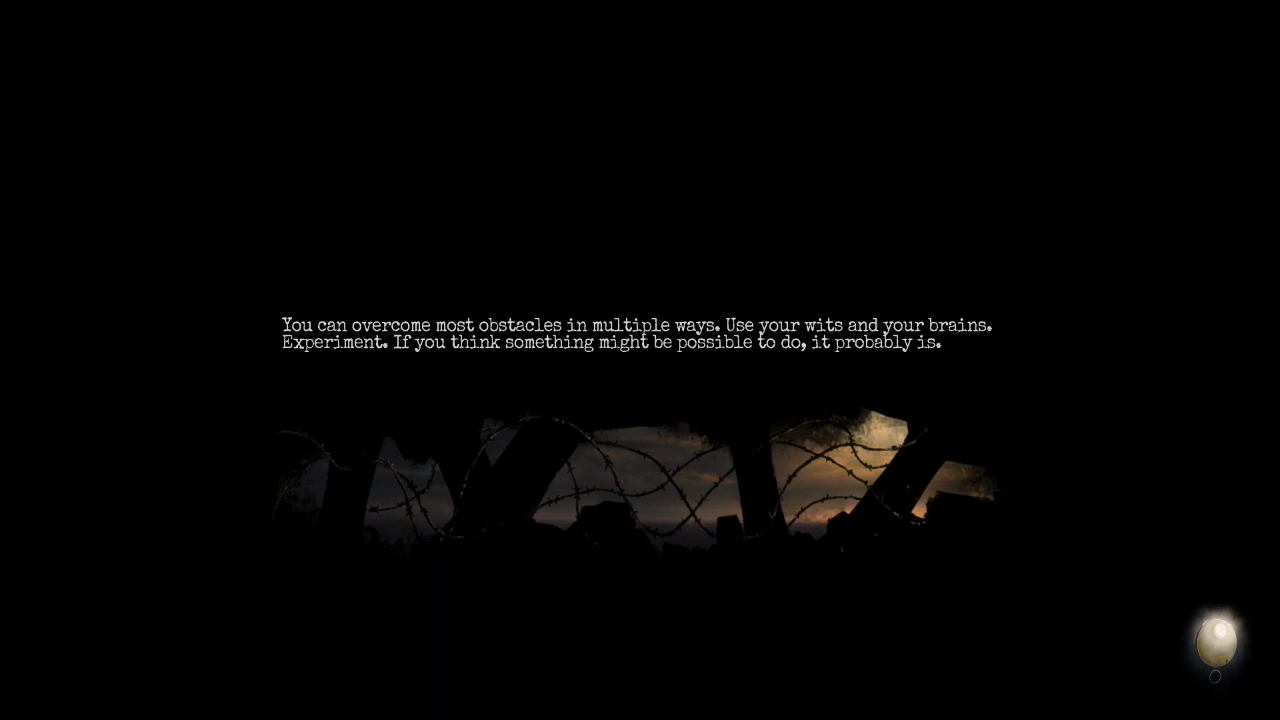 You can overcome most obstacles in multiple ways. Use your wits and your brains.
Experiment. If you think something might be possible to do, it probably is.